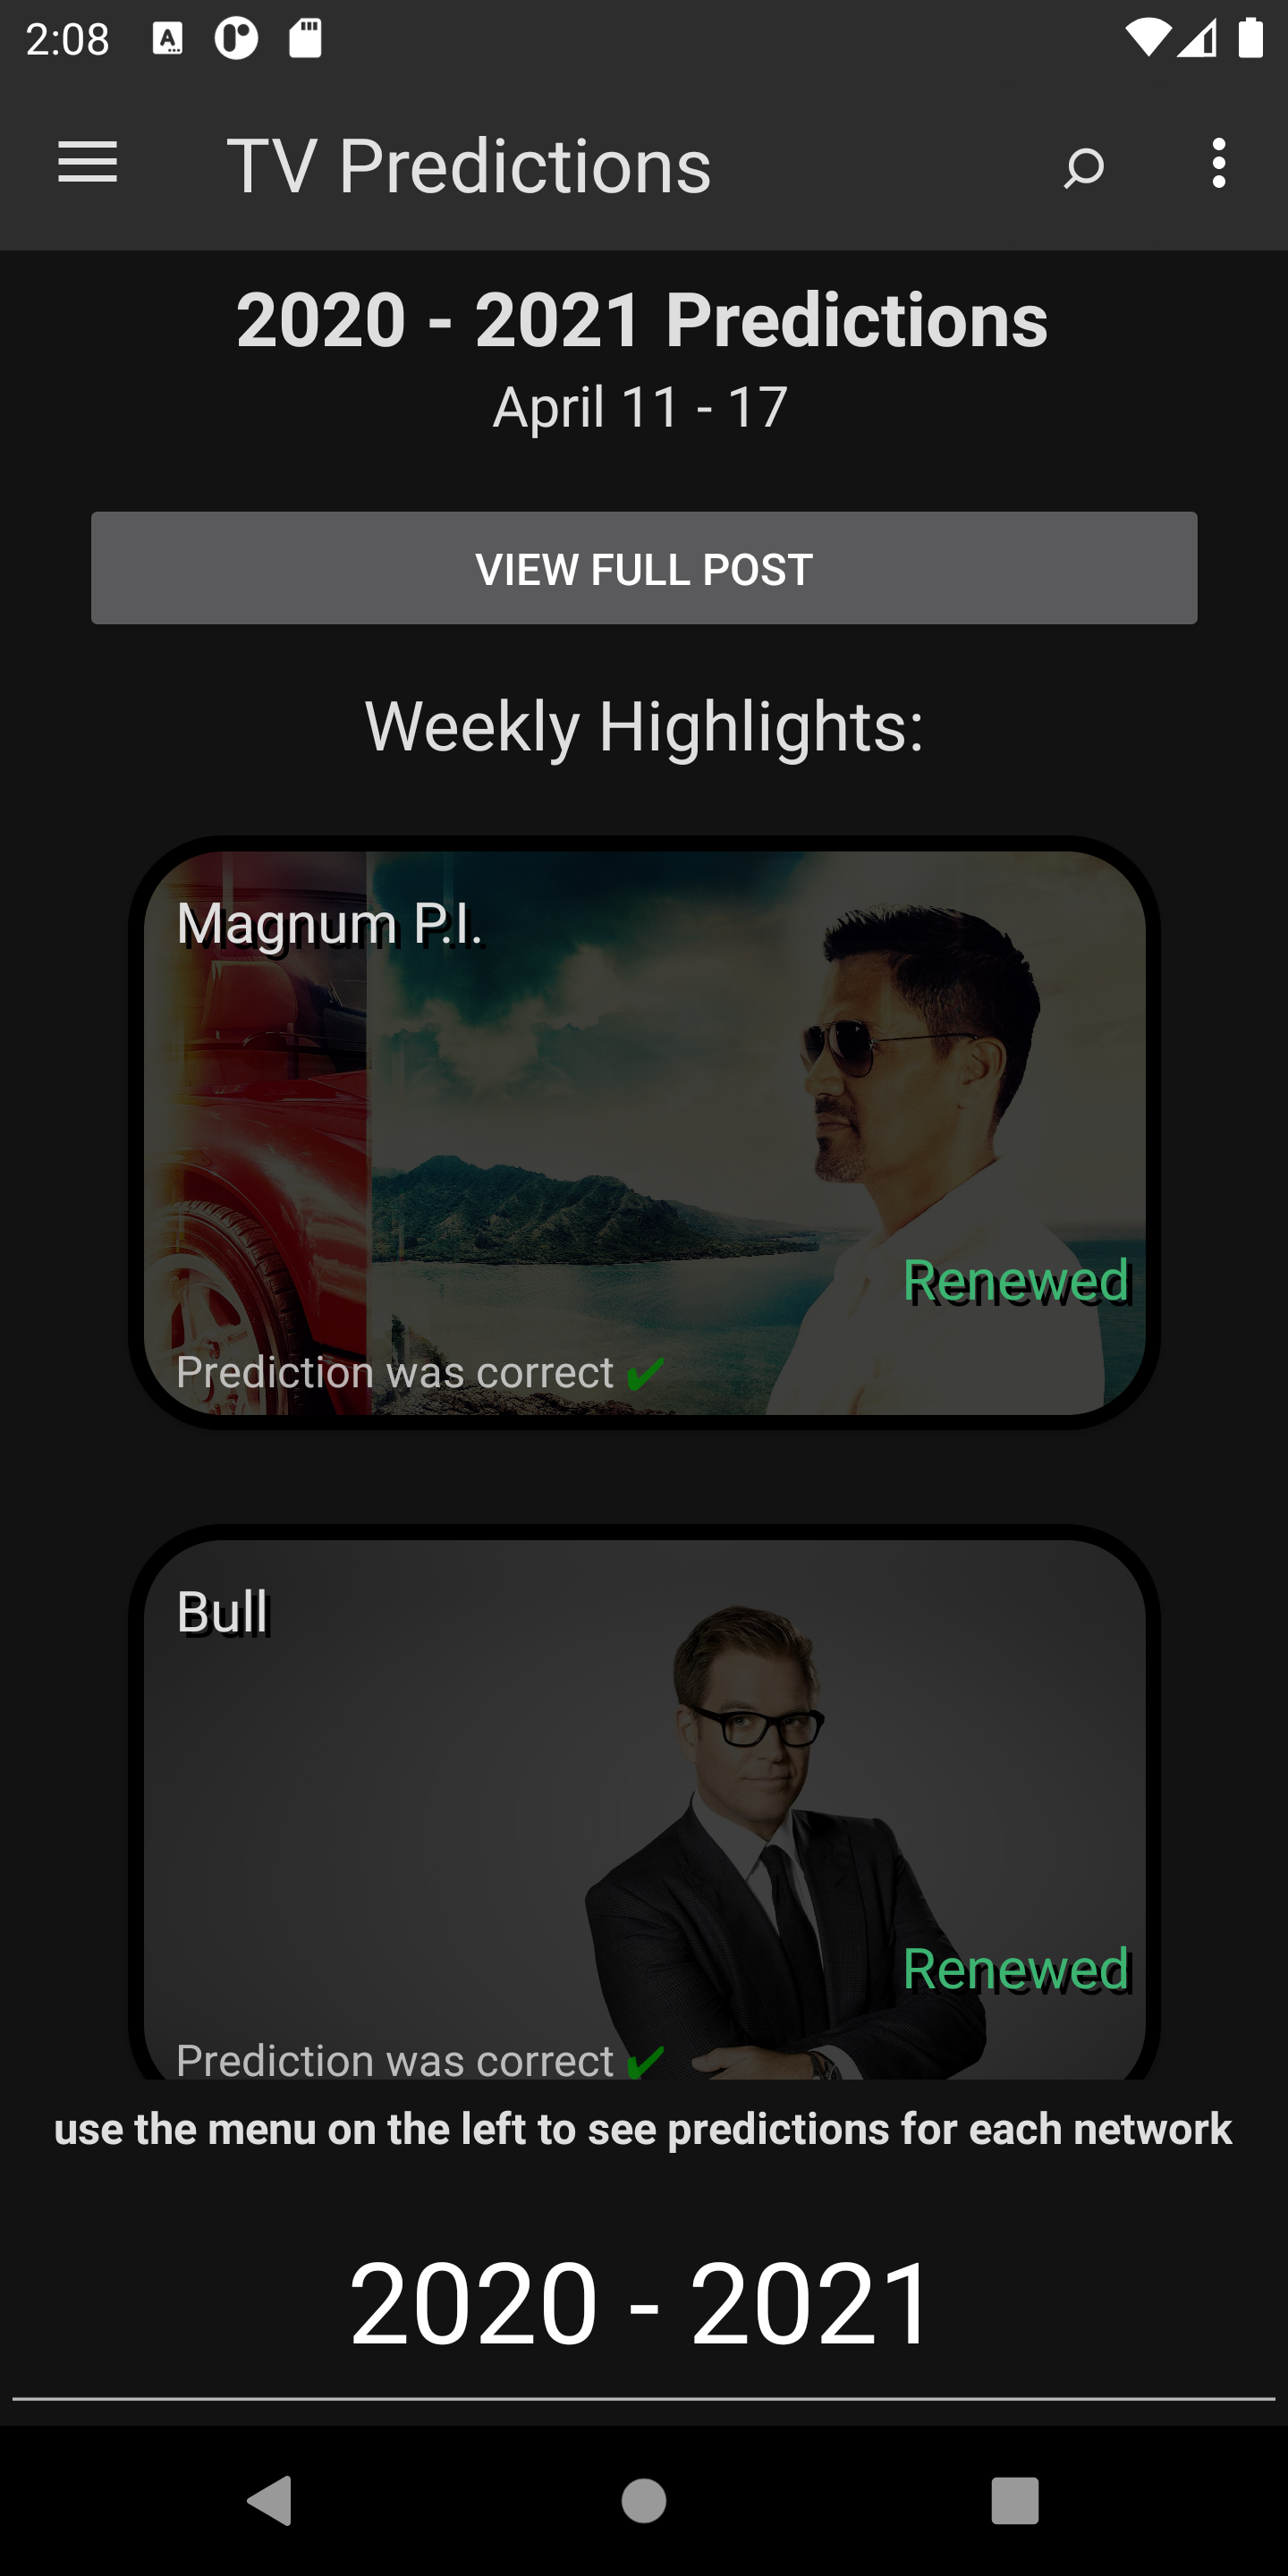 2:08
TV Predictions
2020 - 2021 Predictions
April 11 - 17
VIEW FULL POST
Weekly Highlights:
Magnum P.I.
Renewed
Prediction was correct ✔
Bull
Renewed
Prediction was correct ✔
use the menu on the left to see predictions for each network
2020 - 2021